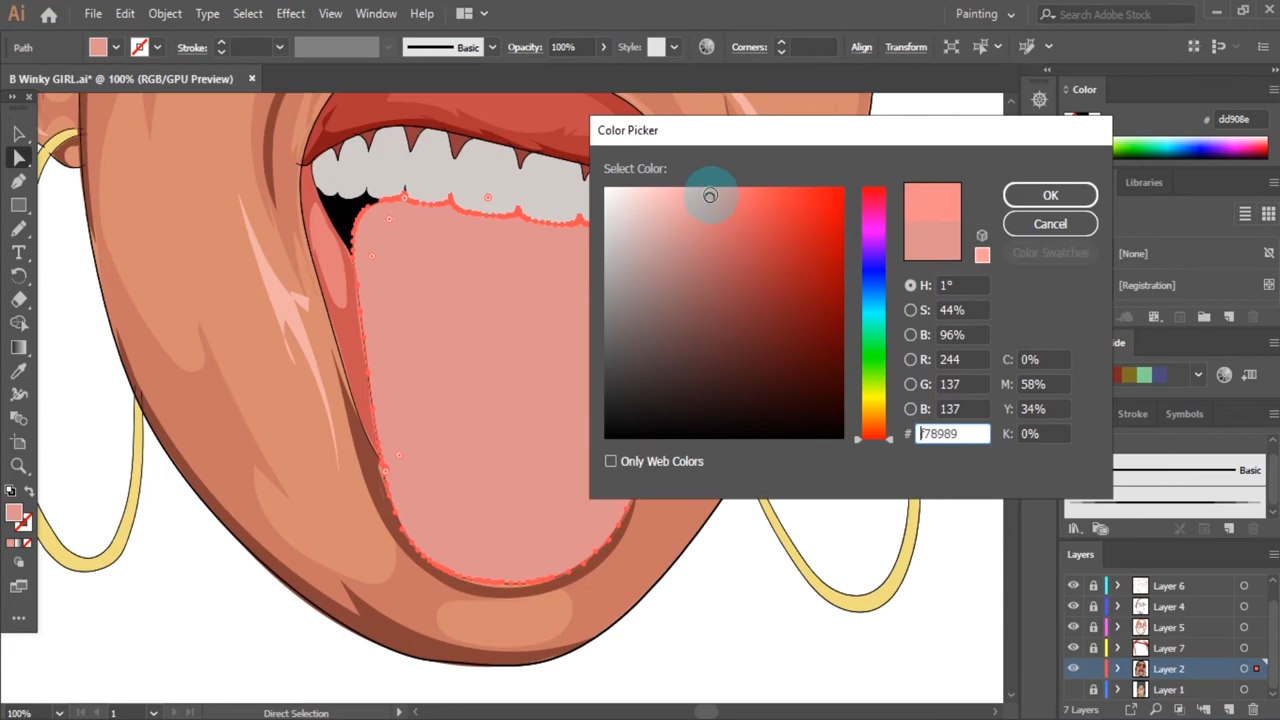 Ai File Edit Object Type Select Effect View Window Help Painting Search Adobe Stock
Path Stroke: Basic Opacity: 100% Style: Corners: Align Transform
B Winky GIRL.ai* @ 100% (RGB/GPU Preview)
Color
# dd908e
Color Picker
Select Color:
OK
Cancel
Color Swatches
Libraries
[None]
[Registration]
H: 1°
S: 44%
B: 96%
R: 244 C: 0%
G: 137 M: 58%
B: 137 Y: 34%
# f78989 K: 0%
Only Web Colors
ide
Stroke Symbols
Basic
Layers
Layer 6
Layer 4
Layer 5
Layer 7
Layer 2
Layer 1
7 Layers
100% 1 Direct Selection